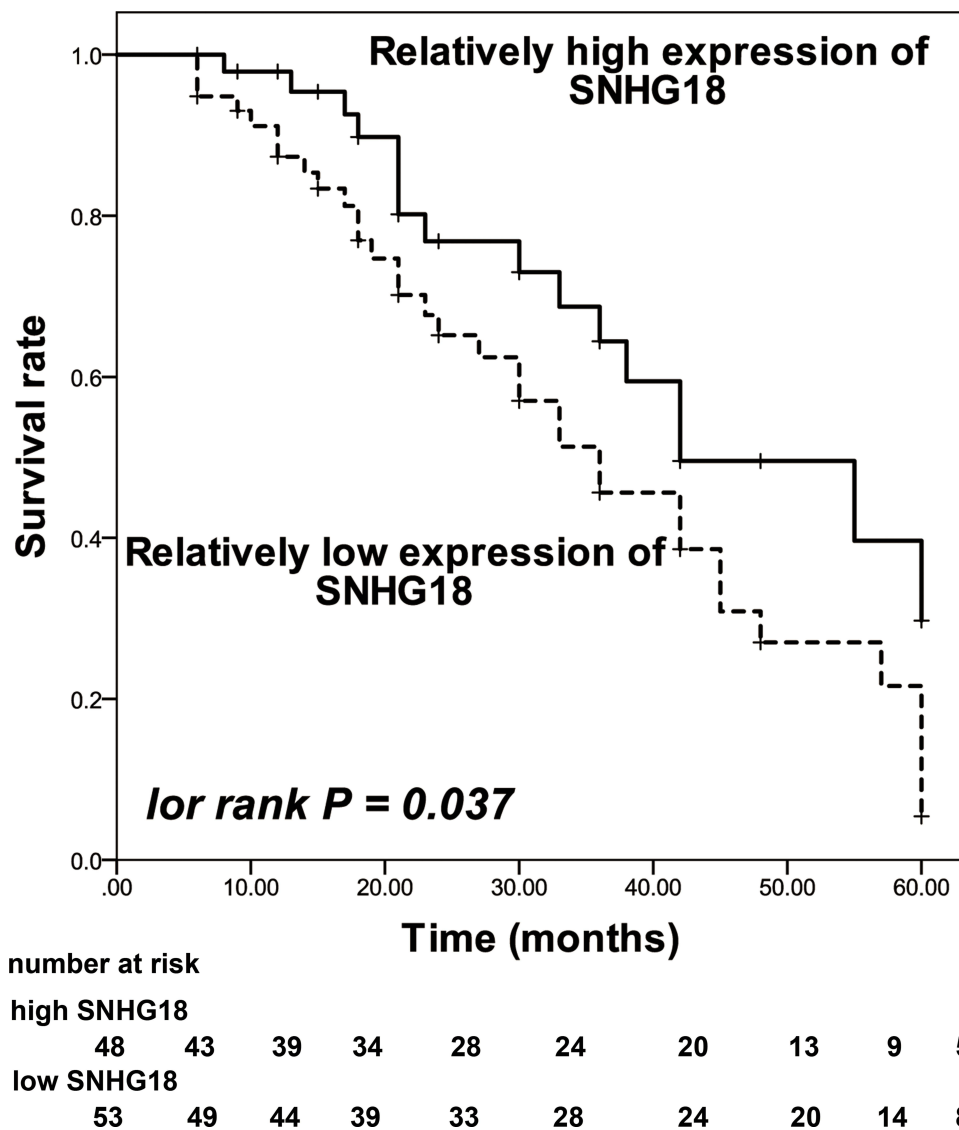 Relatively high expression of
SNHG18
1.0
0.8
0.6
0.4
0.2
0.0
Survival rate
Relatively low expression of
SNHG18
lor rank P = 0.037
.00 10.00 20.00 30.00 40.00 50.00 60.00
Time (months)
number at risk
high SNHG18
48 43 39 34 28 24 20 13 9
low SNHG18
53 49 44 39 33 28 24 20 14